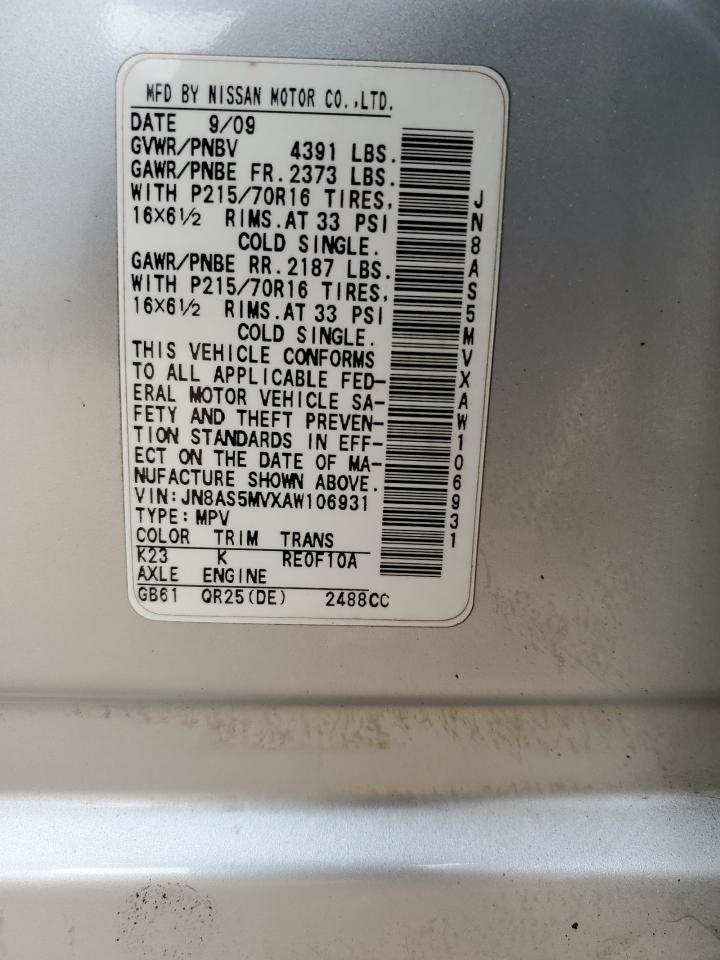 MFD BY NISSAN MOTOR CO.,LTD.
DATE 9/09
GVWR/PNBV 4391 LBS.
GAWR/PNBE FR.2373 LBS.
WITH P215/70R16 TIRES,
16×6½ RIMS.AT 33 PSI
COLD SINGLE.
GAWR/PNBE RR.2187 LBS.
WITH P215/70R16 TIRES,
16×6½ RIMS.AT 33 PSI
COLD SINGLE.
THIS VEHICLE CONFORMS
TO ALL APPLICABLE FED-
ERAL MOTOR VEHICLE SA-
FETY AND THEFT PREVEN-
TION STANDARDS IN EFF-
ECT ON THE DATE OF MA-
NUFACTURE SHOWN ABOVE.
VIN:JN8AS5MVXAW106931
TYPE:MPV
COLOR TRIM TRANS
K23 K RE0F10A
AXLE ENGINE
GB61 QR25(DE) 2488CC
JN8AS5MVXAW106931